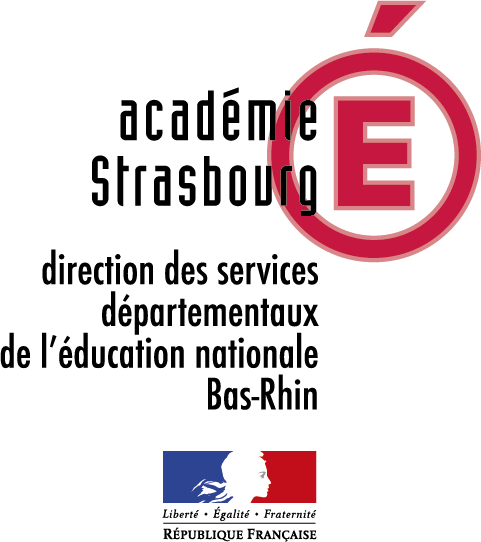 académie
Strasbourg
É
direction des services
départementaux
de l'éducation nationale
Bas-Rhin
Liberté • Égalité • Fraternité
RÉPUBLIQUE FRANÇAISE